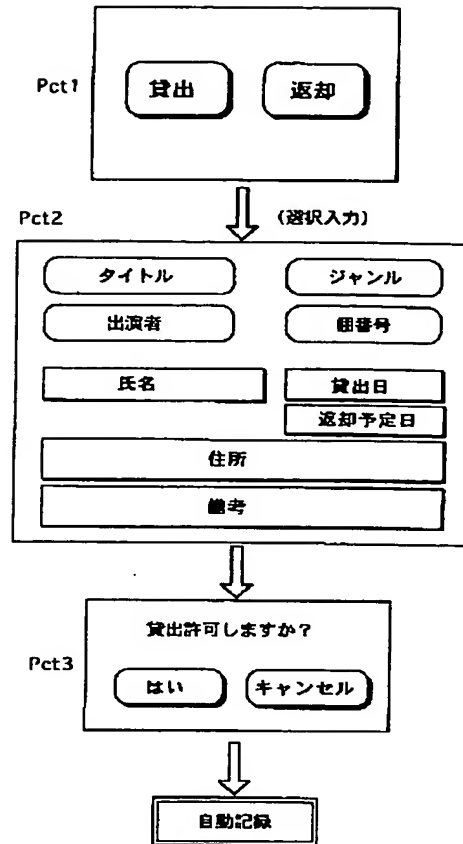 Pct1
貸出 返却
Pct2
(選択入力)
タイトル ジャンル
出演者 棚番号
氏名 貸出日
返却予定日
住所
備考
貸出許可しますか?
Pct3
はい キャンセル
自動記録